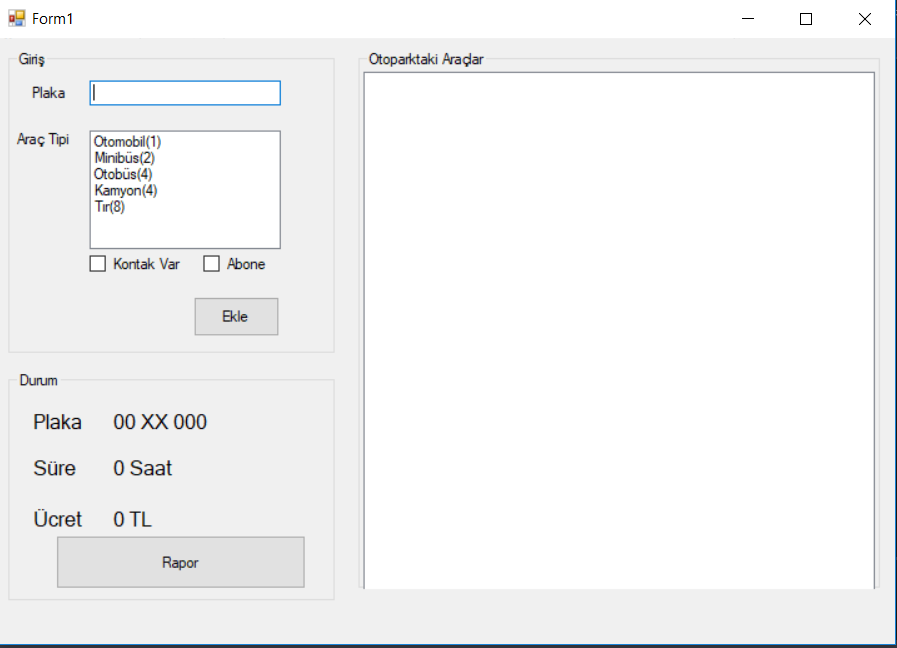 Form1
Giriş
Plaka
Araç Tipi
Otomobil(1)
Minibüs(2)
Otobüs(4)
Kamyon(4)
Tır(8)
Kontak Var
Abone
Ekle
Durum
Plaka 00 XX 000
Süre 0 Saat
Ücret 0 TL
Rapor
Otoparktaki Araçlar